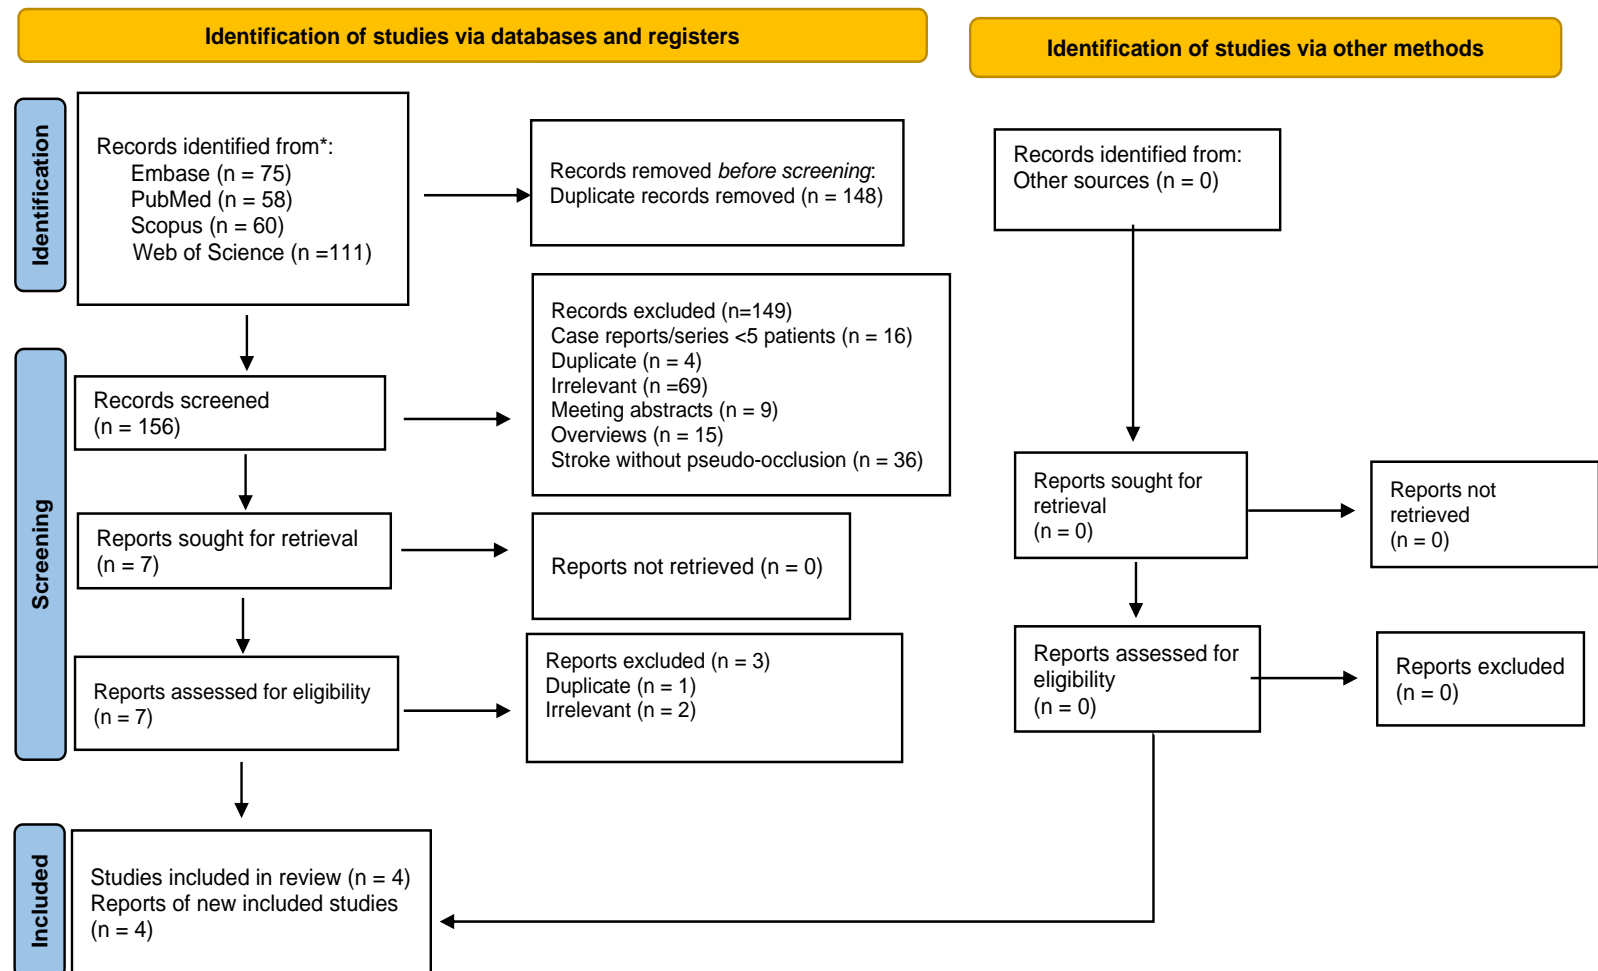 Identification of studies via databases and registers
Identification of studies via other methods
Identification
Records identified from*:
Embase (n = 75)
PubMed (n = 58)
Scopus (n = 60)
Web of Science (n =111)
Records removed before screening:
Duplicate records removed (n = 148)
Records identified from:
Other sources (n = 0)
Screening
Records screened
(n = 156)
Records excluded (n=149)
Case reports/series <5 patients (n = 16)
Duplicate (n = 4)
Irrelevant (n =69)
Meeting abstracts (n = 9)
Overviews (n = 15)
Stroke without pseudo-occlusion (n = 36)
Reports sought for retrieval
(n = 7)
Reports not retrieved (n = 0)
Reports sought for
retrieval
(n = 0)
Reports not
retrieved
(n = 0)
Reports assessed for eligibility
(n = 7)
Reports excluded (n = 3)
Duplicate (n = 1)
Irrelevant (n = 2)
Reports assessed for
eligibility
(n = 0)
Reports excluded
(n = 0)
Included
Studies included in review (n = 4)
Reports of new included studies
(n = 4)